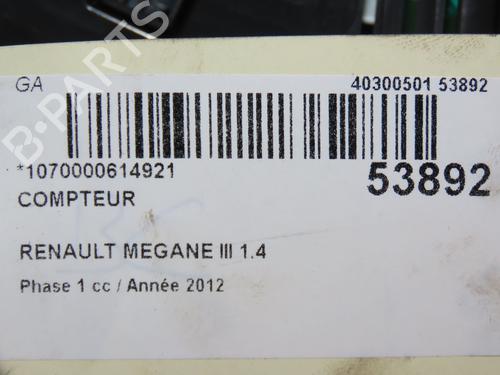 GA 40300501 53892
*1070000614921 53892
COMPTEUR
RENAULT MEGANE III 1.4
Phase 1 cc / Année 2012
B-PARTS